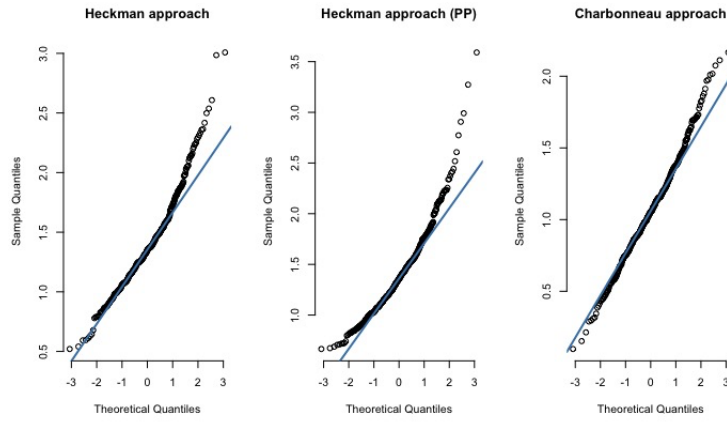 Heckman approach
Sample Quantiles
3.0
2.5
2.0
1.5
1.0
0.5
-3 -2 -1 0 1 2 3
Theoretical Quantiles
Heckman approach (PP)
Sample Quantiles
3.5
3.0
2.5
2.0
1.5
1.0
-3 -2 -1 0 1 2 3
Theoretical Quantiles
Charbonneau approach
Sample Quantiles
2.0
1.5
1.0
0.5
-3 -2 -1 0 1 2 3
Theoretical Quantiles